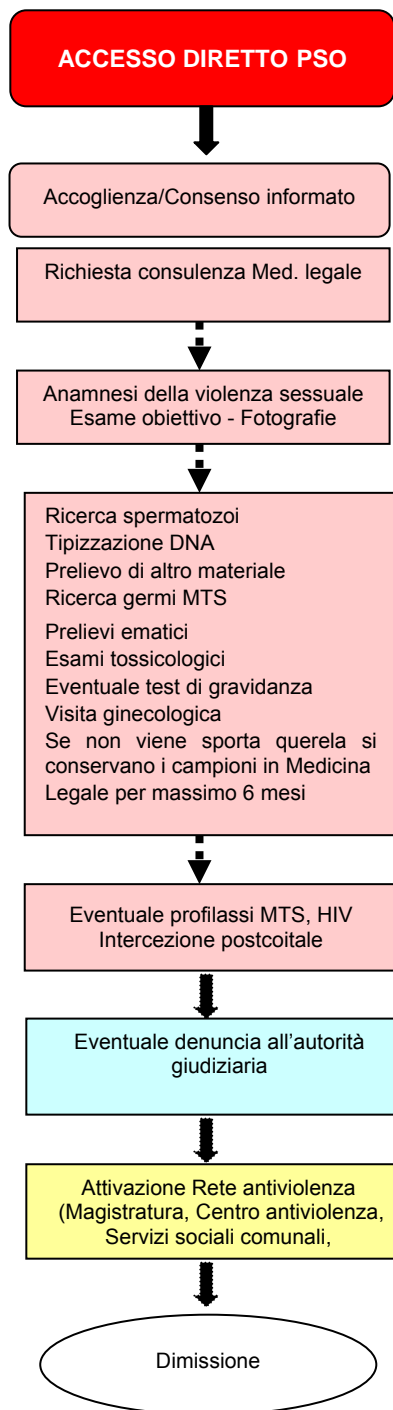 ACCESSO DIRETTO PSO
Accoglienza/Consenso informato
Richiesta consulenza Med. legale
Anamnesi della violenza sessuale
Esame obiettivo - Fotografie
Ricerca spermatozoi
Tipizzazione DNA
Prelievo di altro materiale
Ricerca germi MTS
Prelievi ematici
Esami tossicologici
Eventuale test di gravidanza
Visita ginecologica
Se non viene sporta querela si
conservano i campioni in Medicina
Legale per massimo 6 mesi
Eventuale profilassi MTS, HIV
Intercezione postcoitale
Eventuale denuncia all’autorità
giudiziaria
Attivazione Rete antiviolenza
(Magistratura, Centro antiviolenza,
Servizi sociali comunali,
Dimissione